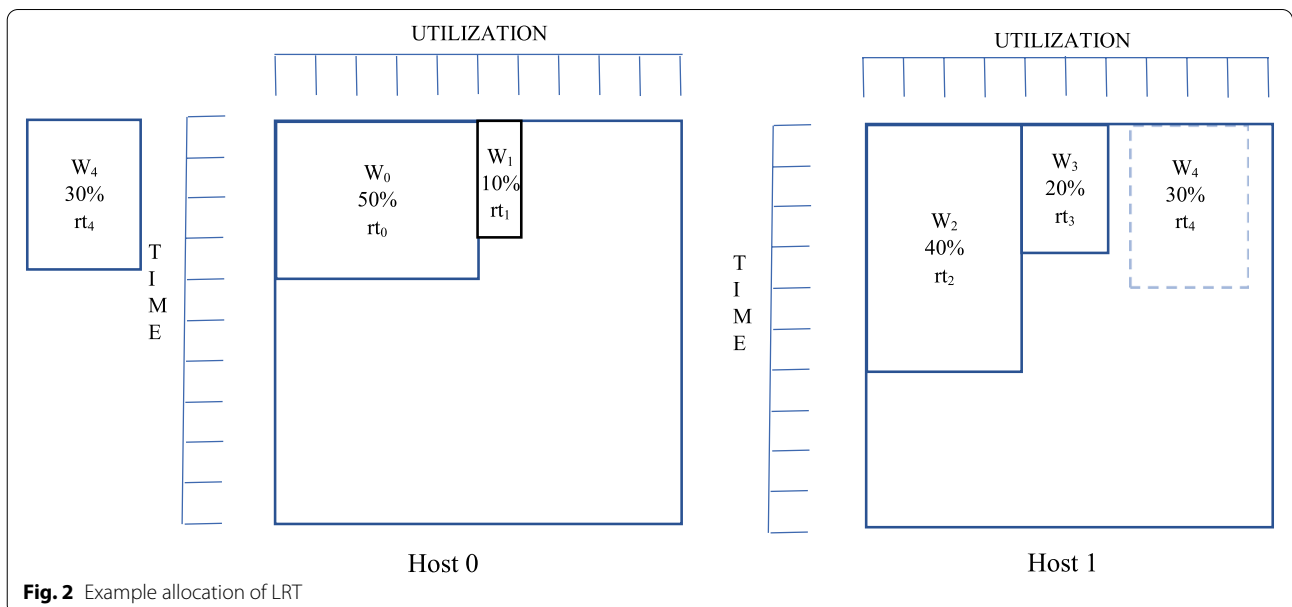 UTILIZATION
W₄
30%
rt₄
T
I
M
E
W₀
50%
rt₀
W₁
10%
rt₁
Host 0
UTILIZATION
T
I
M
E
W₂
40%
rt₂
W₃
20%
rt₃
W₄
30%
rt₄
Host 1
Fig. 2 Example allocation of LRT